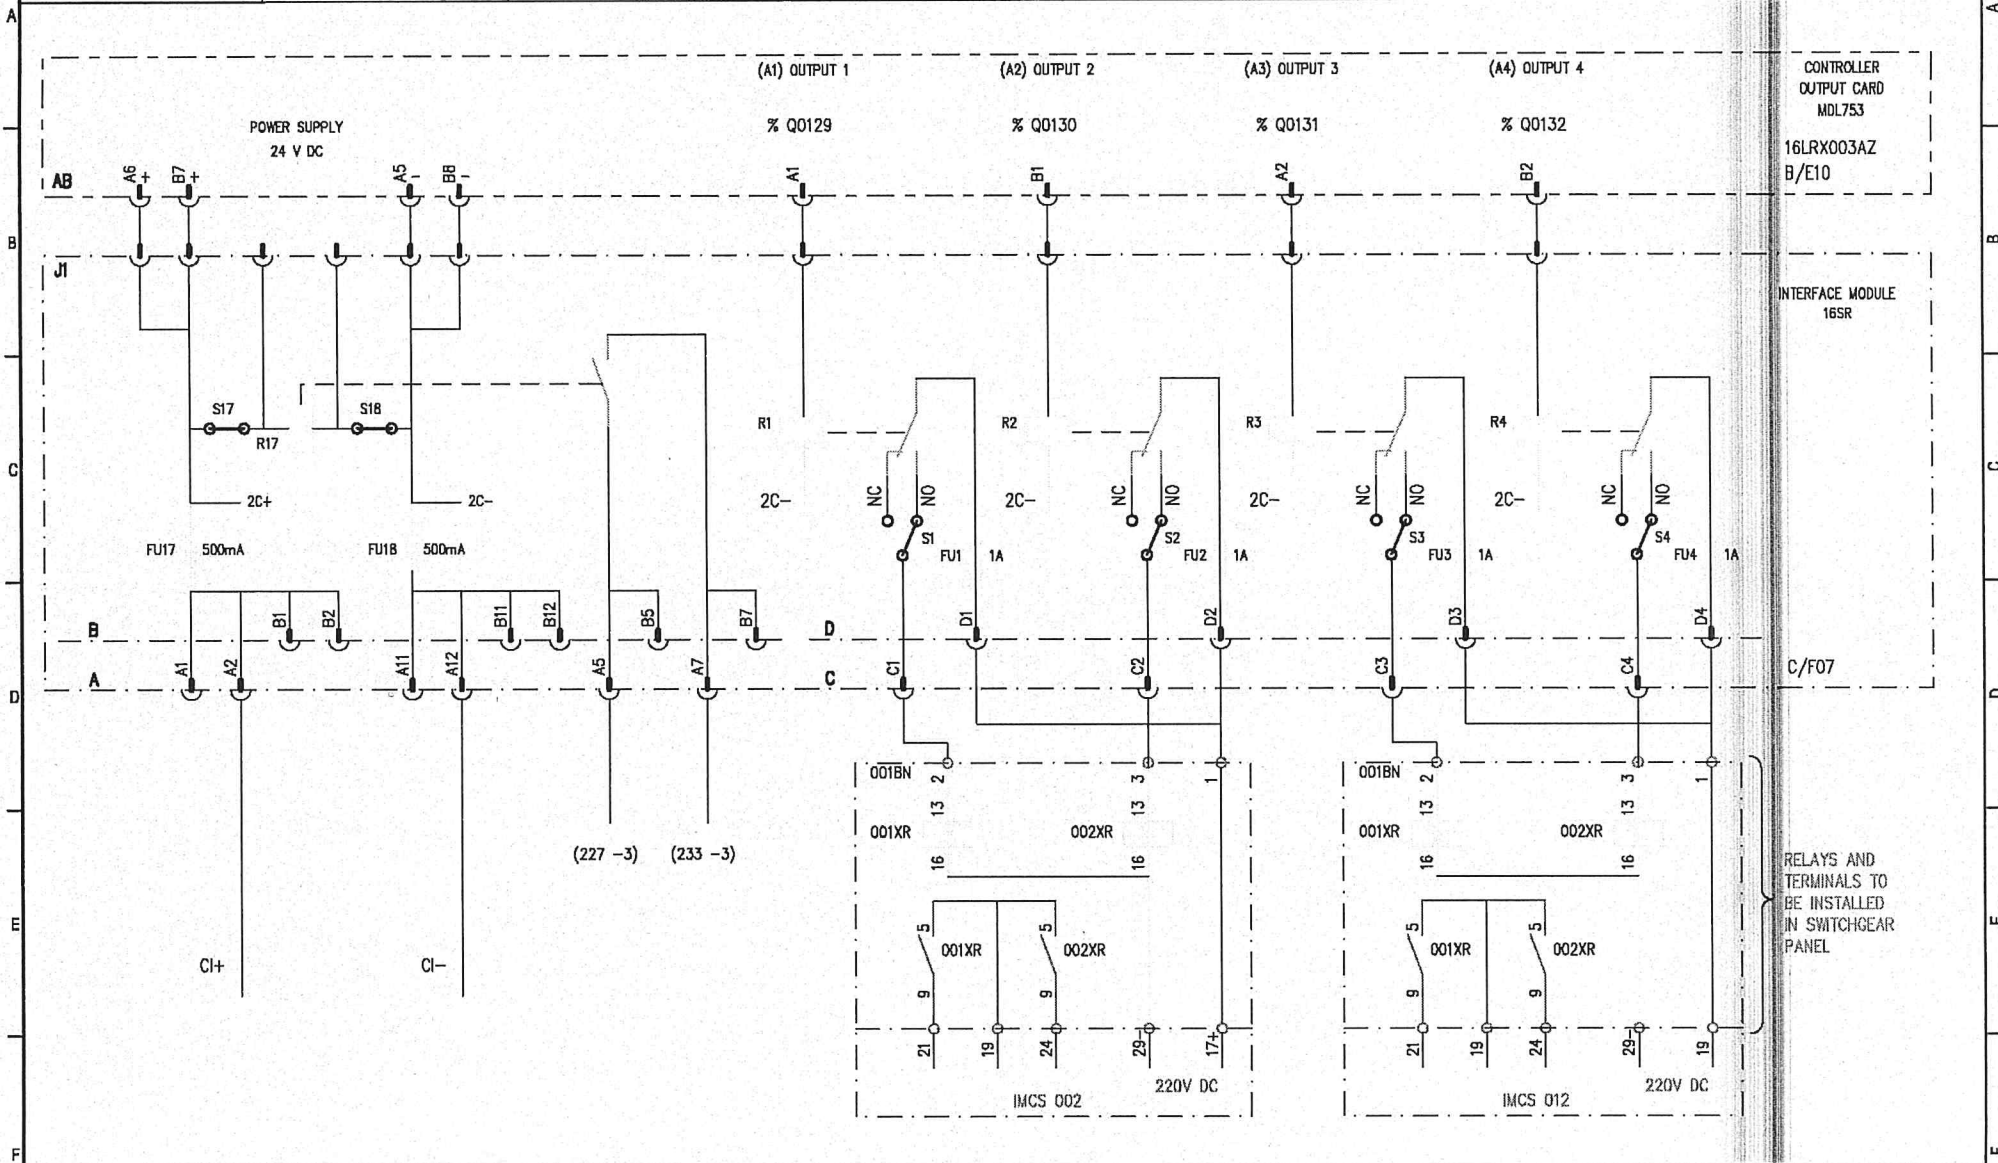 A
A
(A1) OUTPUT 1
(A2) OUTPUT 2
(A3) OUTPUT 3
(A4) OUTPUT 4
CONTROLLER
OUTPUT CARD
MDL753
POWER SUPPLY
24 V DC
% Q0129
% Q0130
% Q0131
% Q0132
16LRX003AZ
B/E10
AB
A6 +
B7 +
A5 -
B8 -
A1
B1
A2
B2
B
B
J1
INTERFACE MODULE
16SR
S17
R17
S18
R1
R2
R3
R4
C
C
2C+
2C-
2C-
NC
NO
2C-
NC
NO
2C-
NC
NO
2C-
NC
NO
S1
S2
S3
S4
FU17 500mA
FU18 500mA
FU1 1A
FU2 1A
FU3 1A
FU4 1A
B
B1
B2
B11
B12
B5
B7
D
D1
D2
D3
D4
A
A1
A2
A11
A12
A5
A7
C
C1
C2
C3
C4
C/F07
D
D
001BN
2
3
1
001BN
2
3
1
13
13
13
13
001XR
002XR
001XR
002XR
16
16
16
16
(227 -3)
(233 -3)
RELAYS AND
TERMINALS TO
BE INSTALLED
IN SWITCHGEAR
PANEL
E
E
5
001XR
5
002XR
5
001XR
5
002XR
CI+
CI-
9
9
9
9
21
19
24
29-
17+
21
19
24
29-
19
220V DC
220V DC
IMCS 002
IMCS 012
F
F